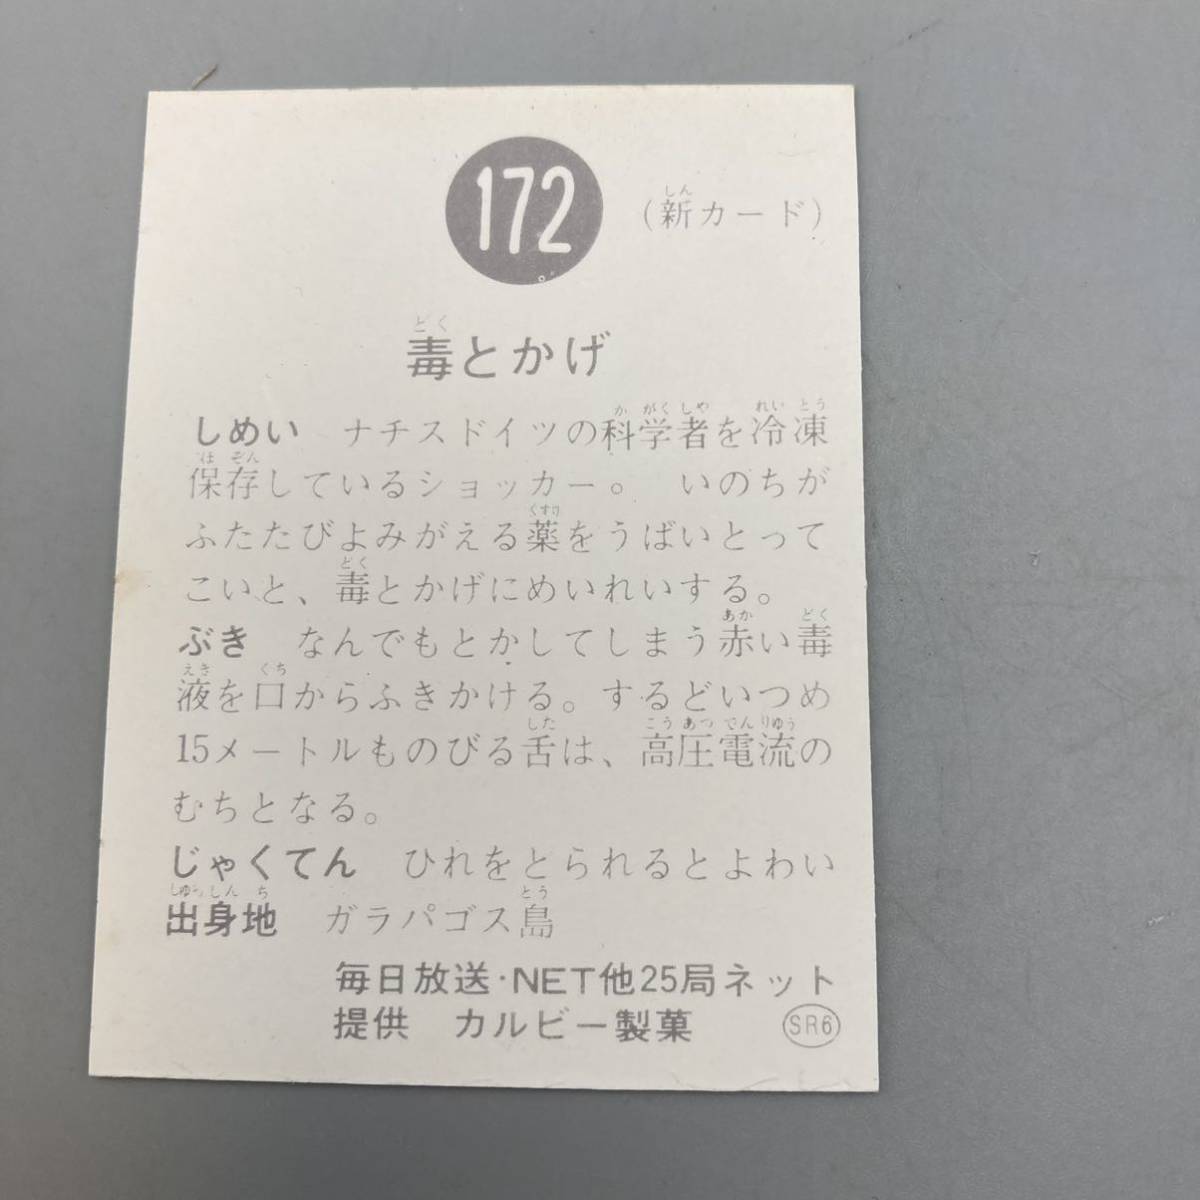 172
(新カード)
毒とかげ
しめい ナチスドイツの科学者を冷凍
保存しているショッカー。 いのちが
ふたたびよみがえる薬をうばいとって
こいと、毒とかげにめいれいする。
ぶき なんでもとかしてしまう赤い毒
液を口からふきかける。するどいつめ
15メートルものびる舌は、高圧電流の
むちとなる。
じゃくてん ひれをとられるとよわい
出身地 ガラパゴス島
毎日放送・NET他25局ネット
提供 カルビー製菓
SR6